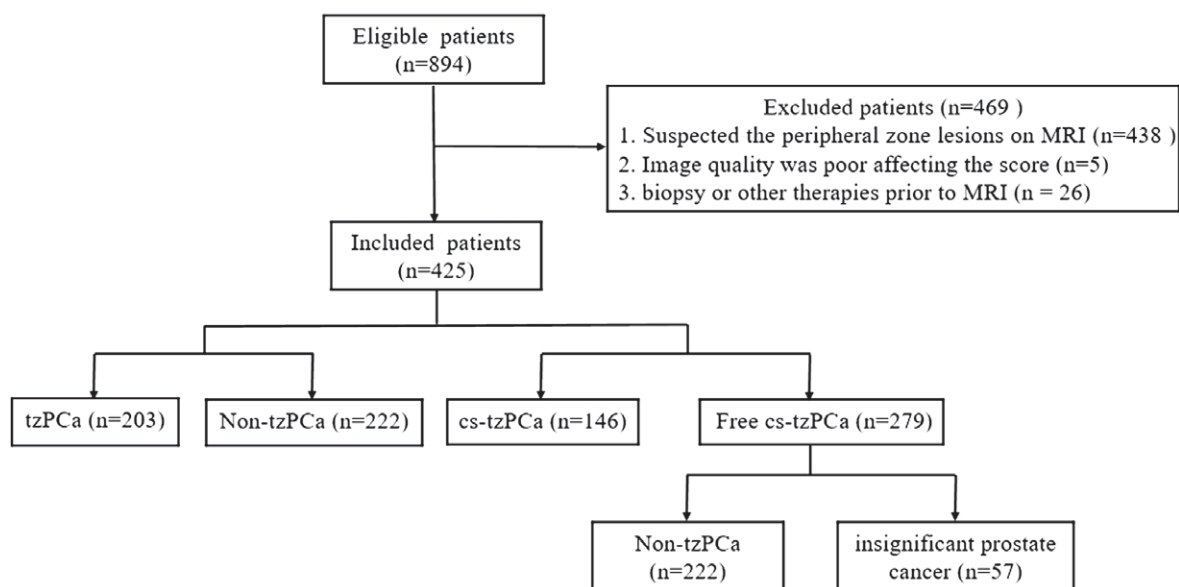 Eligible patients
(n=894)
Excluded patients (n=469 )
1. Suspected the peripheral zone lesions on MRI (n=438 )
2. Image quality was poor affecting the score (n=5)
3. biopsy or other therapies prior to MRI (n = 26)
Included patients
(n=425)
tzPCa (n=203)
Non-tzPCa (n=222)
cs-tzPCa (n=146)
Free cs-tzPCa (n=279)
Non-tzPCa
(n=222)
insignificant prostate
cancer (n=57)